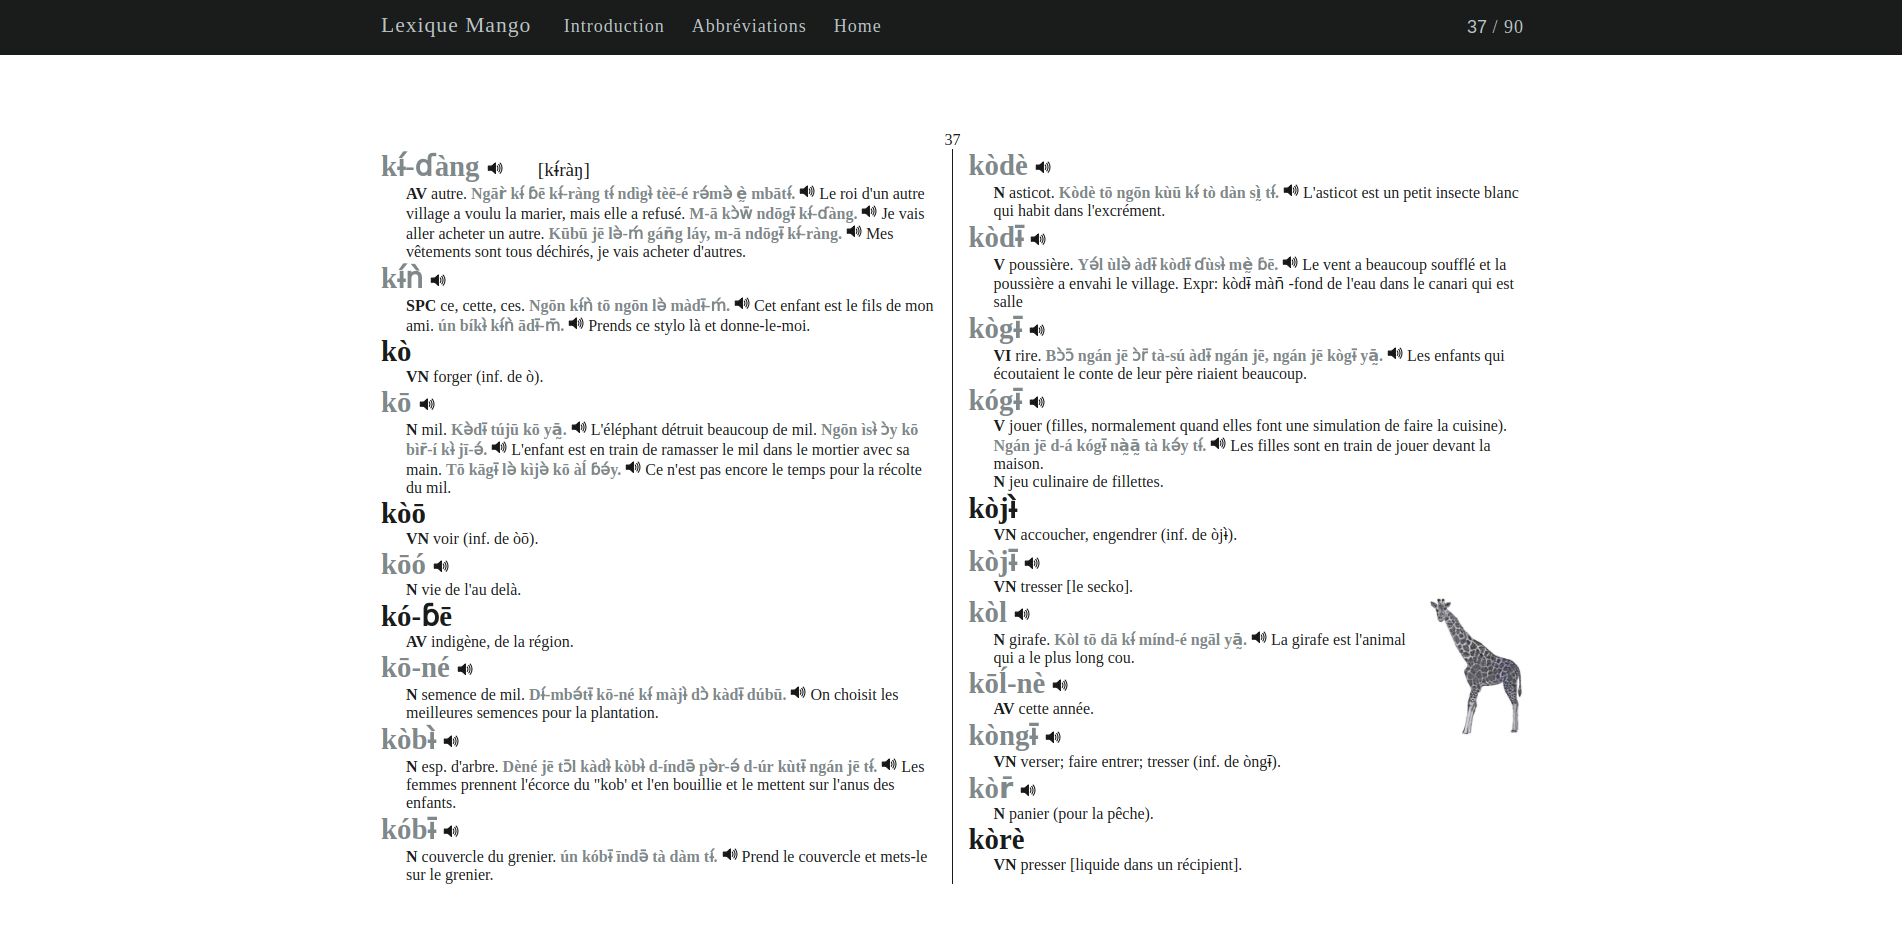 Lexique Mango Introduction Abbréviations Home 37 / 90
37
kɨ́-ɗàng [kɨ́ràŋ]
AV autre. Ngār̀ kɨ́ ɓē kɨ́-ràng tɨ́ ndìgɨ̀ tèē-é rə́mə̀ ḛ̀ mbātɨ́. Le roi d'un autre
village a voulu la marier, mais elle a refusé. M-ā kɔ̀w̄ ndōgɨ̄ kɨ́-ɗàng. Je vais
aller acheter un autre. Kūbū jē lə̀-ḿ gán̄g láy, m-ā ndōgɨ̄ kɨ́-ràng. Mes
vêtements sont tous déchirés, je vais acheter d'autres.
kɨ́ǹ
SPC ce, cette, ces. Ngōn kɨ́ǹ tō ngōn lə̀ màdɨ̄-ḿ. Cet enfant est le fils de mon
ami. ún bíkɨ̀ kɨ́ǹ ādɨ̄-m̄. Prends ce stylo là et donne-le-moi.
kò
VN forger (inf. de ò).
kō
N mil. Kə̀dɨ̄ tújū kō yā̰. L'éléphant détruit beaucoup de mil. Ngōn ìsɨ̀ ɔ̀y kō
bìr̄-í kɨ̀ jī-ə́. L'enfant est en train de ramasser le mil dans le mortier avec sa
main. Tō kāgɨ̄ lə̀ kìjə̀ kō àĺ ɓə́y. Ce n'est pas encore le temps pour la récolte
du mil.
kòō
VN voir (inf. de òō).
kōó
N vie de l'au delà.
kó-ɓē
AV indigène, de la région.
kō-né
N semence de mil. Dɨ́-mbə́tɨ̄ kō-né kɨ́ màjɨ̀ dɔ̀ kàdɨ̄ dúbū. On choisit les
meilleures semences pour la plantation.
kòbɨ̀
N esp. d'arbre. Dèné jē tɔ̄l kàdɨ̀ kòbɨ̀ d-índə̄ pə̀r-ə́ d-úr kùtɨ̄ ngán jē tɨ́. Les
femmes prennent l'écorce du "kob' et l'en bouillie et le mettent sur l'anus des
enfants.
kóbɨ̄
N couvercle du grenier. ún kóbɨ̄ īndə̄ tà dàm tɨ́. Prend le couvercle et mets-le
sur le grenier.
kòdè
N asticot. Kòdè tō ngōn kùū kɨ́ tò dàn sḭ̀ tɨ́. L'asticot est un petit insecte blanc
qui habit dans l'excrément.
kòdɨ̄
V poussière. Yə́l ùlə̀ àdɨ̄ kòdɨ̄ ɗùsɨ̀ mḛ̀ ɓē. Le vent a beaucoup soufflé et la
poussière a envahi le village. Expr: kòdɨ̄ màn̄ -fond de l'eau dans le canari qui est
salle
kògɨ̄
VI rire. Bɔ̀ɔ̄ ngán jē ɔ̀r̄ tà-sú àdɨ̄ ngán jē, ngán jē kògɨ̄ yā̰. Les enfants qui
écoutaient le conte de leur père riaient beaucoup.
kógɨ̄
V jouer (filles, normalement quand elles font une simulation de faire la cuisine).
Ngán jē d-á kógɨ̄ nà̰ā̰ tà kə́y tɨ́. Les filles sont en train de jouer devant la
maison.
N jeu culinaire de fillettes.
kòjɨ̀
VN accoucher, engendrer (inf. de òjɨ̀).
kòjɨ̄
VN tresser [le secko].
kòl
N girafe. Kòl tō dā kɨ́ mínd-é ngāl yā̰. La girafe est l'animal
qui a le plus long cou.
kōĺ-nè
AV cette année.
kòngɨ̄
VN verser; faire entrer; tresser (inf. de òngɨ̄).
kòr̄
N panier (pour la pêche).
kòrè
VN presser [liquide dans un récipient].